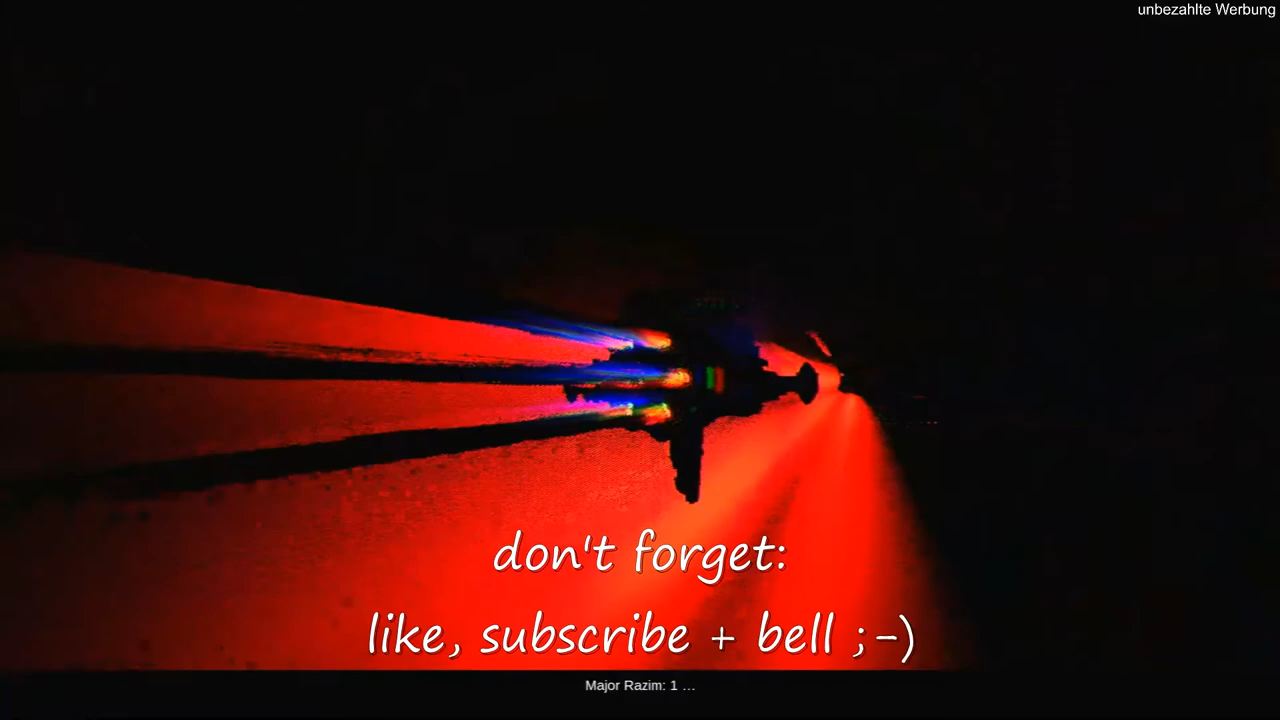 unbezahlte Werbung
don't forget:
like, subscribe + bell ;-)
Major Razim: 1 ...